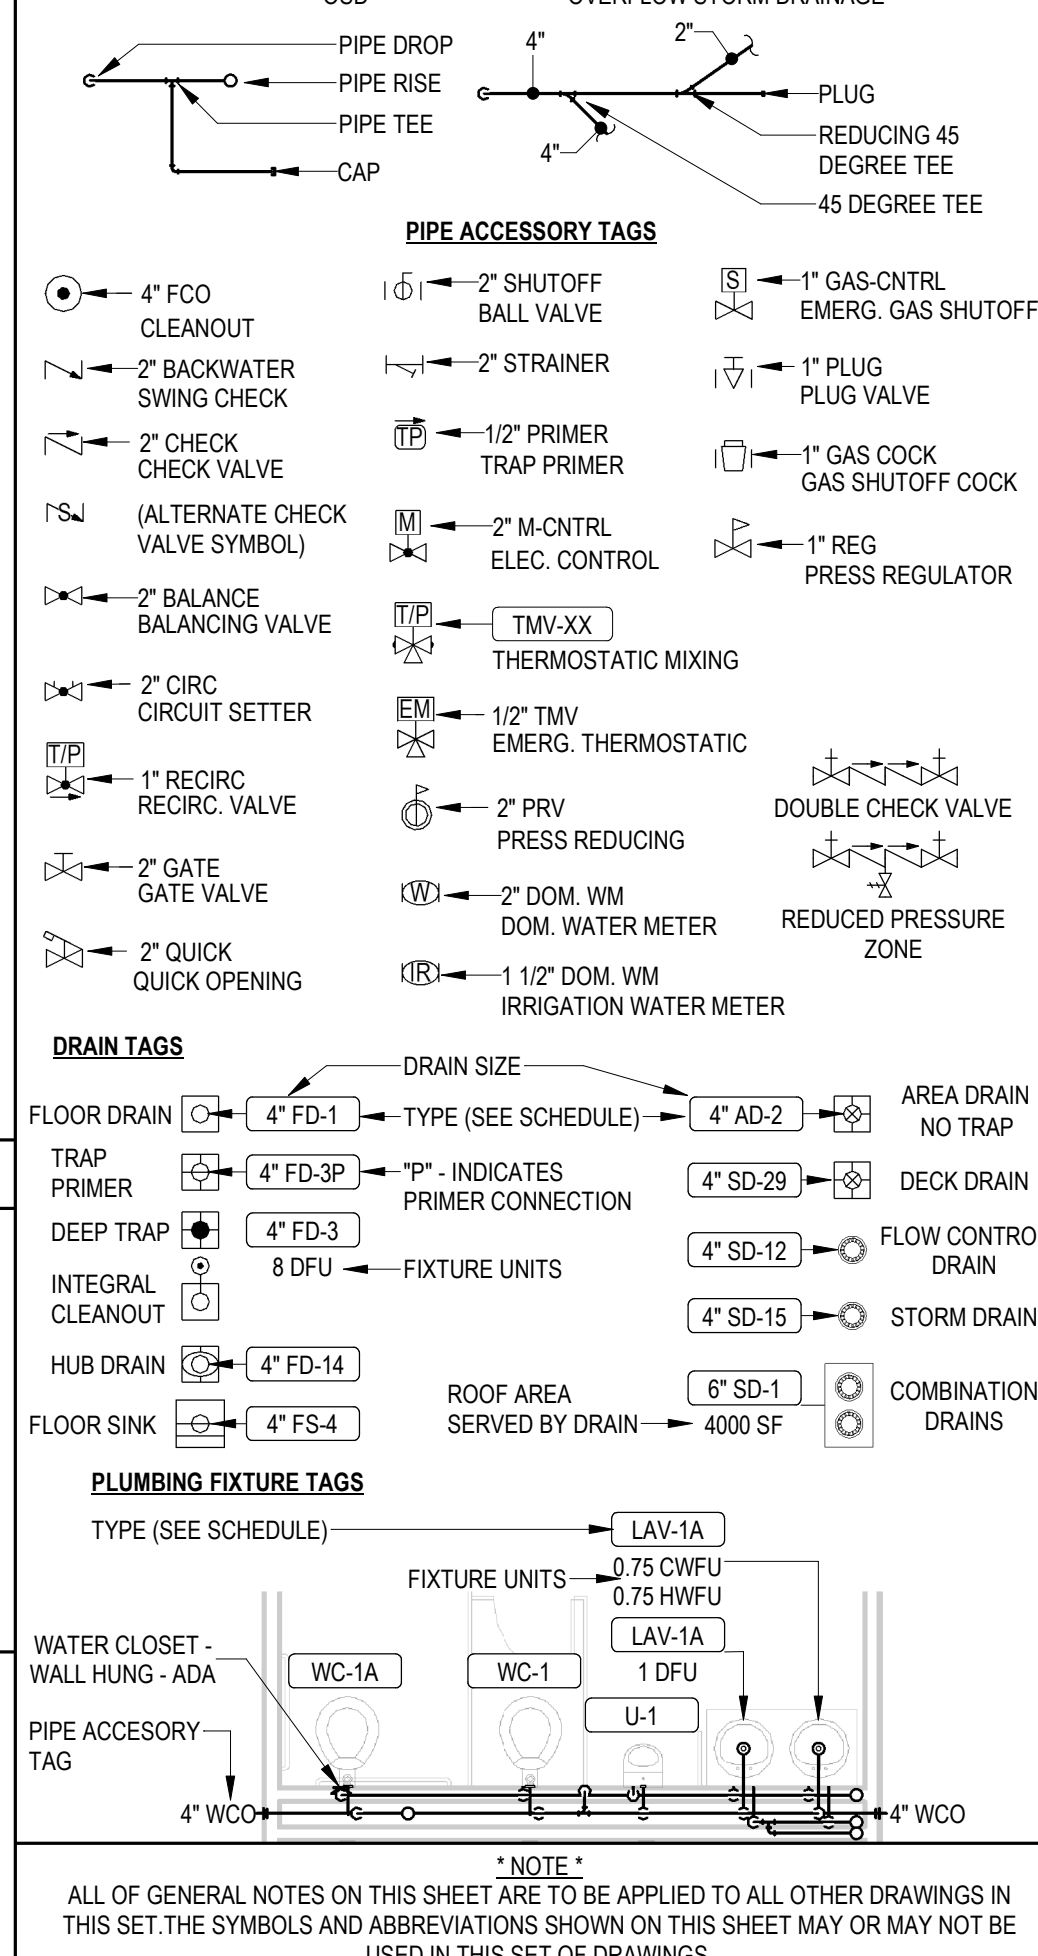 PIPE DROP
PIPE RISE
PIPE TEE
CAP
4"
2"
4"
PLUG
REDUCING 45
DEGREE TEE
45 DEGREE TEE
PIPE ACCESSORY TAGS
4" FCO
CLEANOUT
2" BACKWATER
SWING CHECK
2" CHECK
CHECK VALVE
S
(ALTERNATE CHECK
VALVE SYMBOL)
2" BALANCE
BALANCING VALVE
2" CIRC
CIRCUIT SETTER
T/P
1" RECIRC
RECIRC. VALVE
2" GATE
GATE VALVE
2" QUICK
QUICK OPENING
2" SHUTOFF
BALL VALVE
2" STRAINER
TP
1/2" PRIMER
TRAP PRIMER
M
2" M-CNTRL
ELEC. CONTROL
T/P
TMV-XX
THERMOSTATIC MIXING
EM
1/2" TMV
EMERG. THERMOSTATIC
2" PRV
PRESS REDUCING
W
2" DOM. WM
DOM. WATER METER
IR
1 1/2" DOM. WM
IRRIGATION WATER METER
S
1" GAS-CNTRL
EMERG. GAS SHUTOFF
1" PLUG
PLUG VALVE
1" GAS COCK
GAS SHUTOFF COCK
1" REG
PRESS REGULATOR
DOUBLE CHECK VALVE
REDUCED PRESSURE
ZONE
DRAIN TAGS
DRAIN SIZE
FLOOR DRAIN
4" FD-1
TYPE (SEE SCHEDULE)
4" AD-2
AREA DRAIN
NO TRAP
TRAP
PRIMER
4" FD-3P
"P" - INDICATES
PRIMER CONNECTION
4" SD-29
DECK DRAIN
DEEP TRAP
4" FD-3
8 DFU
FIXTURE UNITS
4" SD-12
FLOW CONTRO
DRAIN
INTEGRAL
CLEANOUT
4" SD-15
STORM DRAIN
HUB DRAIN
4" FD-14
FLOOR SINK
4" FS-4
ROOF AREA
SERVED BY DRAIN
6" SD-1
4000 SF
COMBINATION
DRAINS
PLUMBING FIXTURE TAGS
TYPE (SEE SCHEDULE)
LAV-1A
FIXTURE UNITS
0.75 CWFU
0.75 HWFU
LAV-1A
1 DFU
WATER CLOSET -
WALL HUNG - ADA
WC-1A
WC-1
U-1
PIPE ACCESORY
TAG
4" WCO
4" WCO
* NOTE *
ALL OF GENERAL NOTES ON THIS SHEET ARE TO BE APPLIED TO ALL OTHER DRAWINGS IN
THIS SET.THE SYMBOLS AND ABBREVIATIONS SHOWN ON THIS SHEET MAY OR MAY NOT BE
USED IN THIS SET OF DRAWINGS